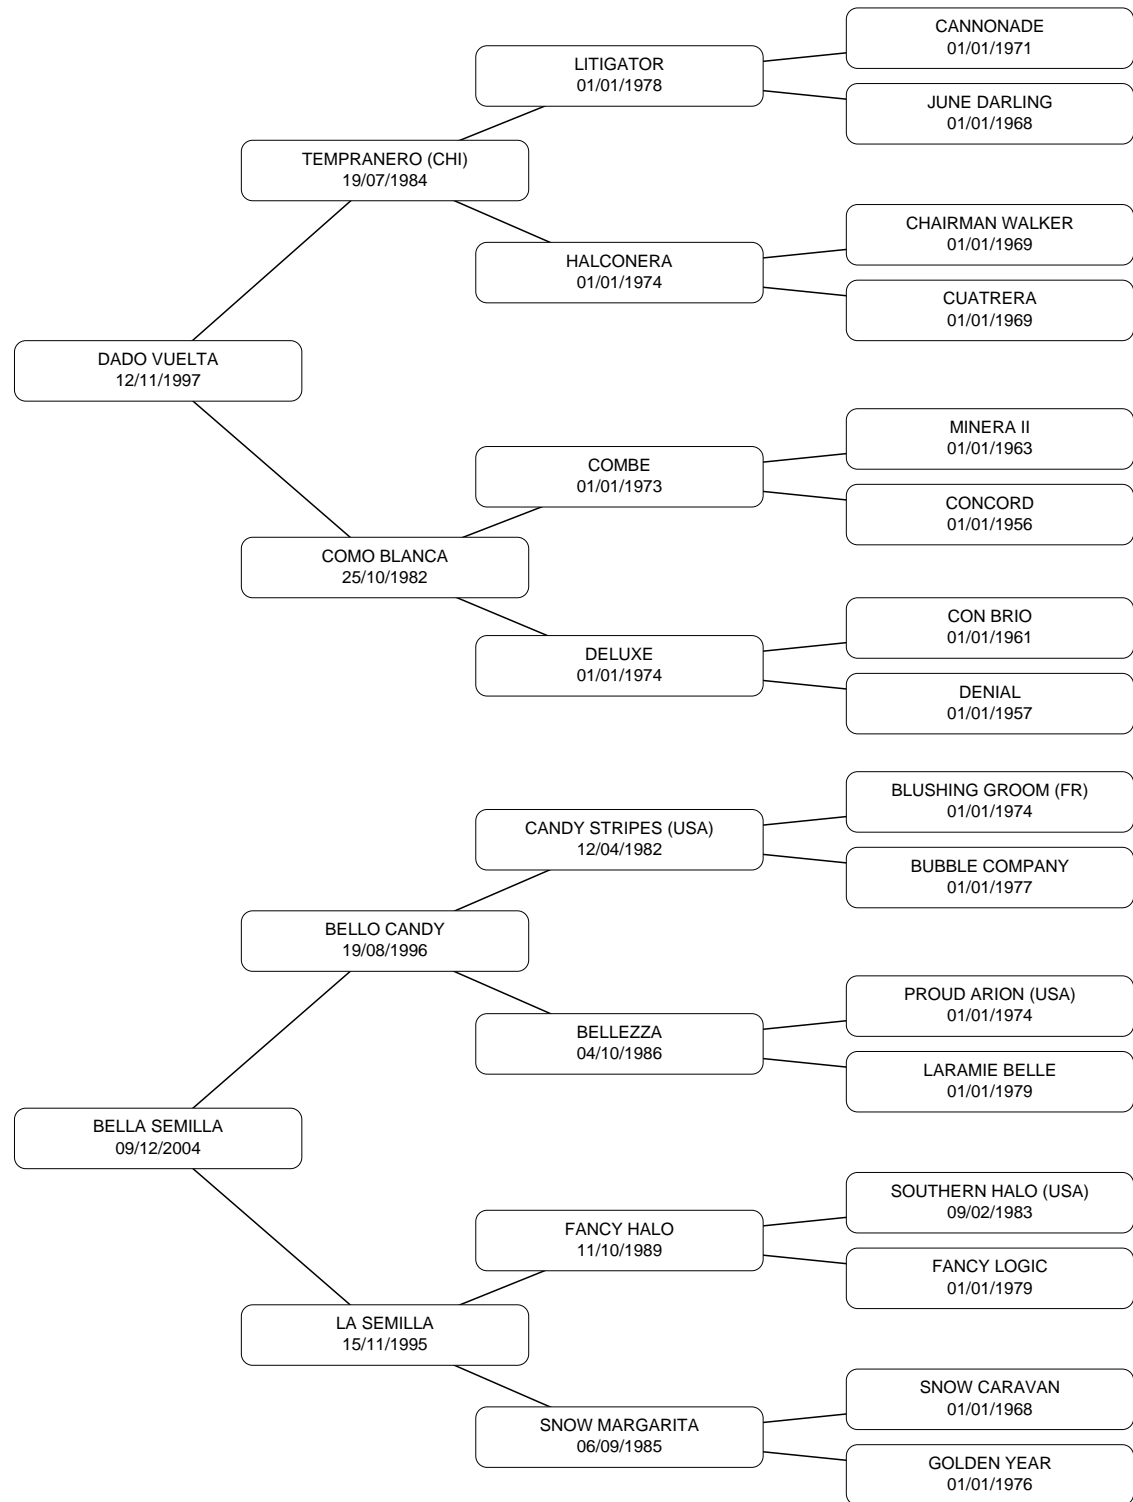 CANNONADE
01/01/1971
LITIGATOR
01/01/1978
JUNE DARLING
01/01/1968
TEMPRANERO (CHI)
19/07/1984
CHAIRMAN WALKER
01/01/1969
HALCONERA
01/01/1974
CUATRERA
01/01/1969
DADO VUELTA
12/11/1997
MINERA II
01/01/1963
COMBE
01/01/1973
CONCORD
01/01/1956
COMO BLANCA
25/10/1982
CON BRIO
01/01/1961
DELUXE
01/01/1974
DENIAL
01/01/1957
BLUSHING GROOM (FR)
01/01/1974
CANDY STRIPES (USA)
12/04/1982
BUBBLE COMPANY
01/01/1977
BELLO CANDY
19/08/1996
PROUD ARION (USA)
01/01/1974
BELLEZZA
04/10/1986
LARAMIE BELLE
01/01/1979
BELLA SEMILLA
09/12/2004
SOUTHERN HALO (USA)
09/02/1983
FANCY HALO
11/10/1989
FANCY LOGIC
01/01/1979
LA SEMILLA
15/11/1995
SNOW CARAVAN
01/01/1968
SNOW MARGARITA
06/09/1985
GOLDEN YEAR
01/01/1976